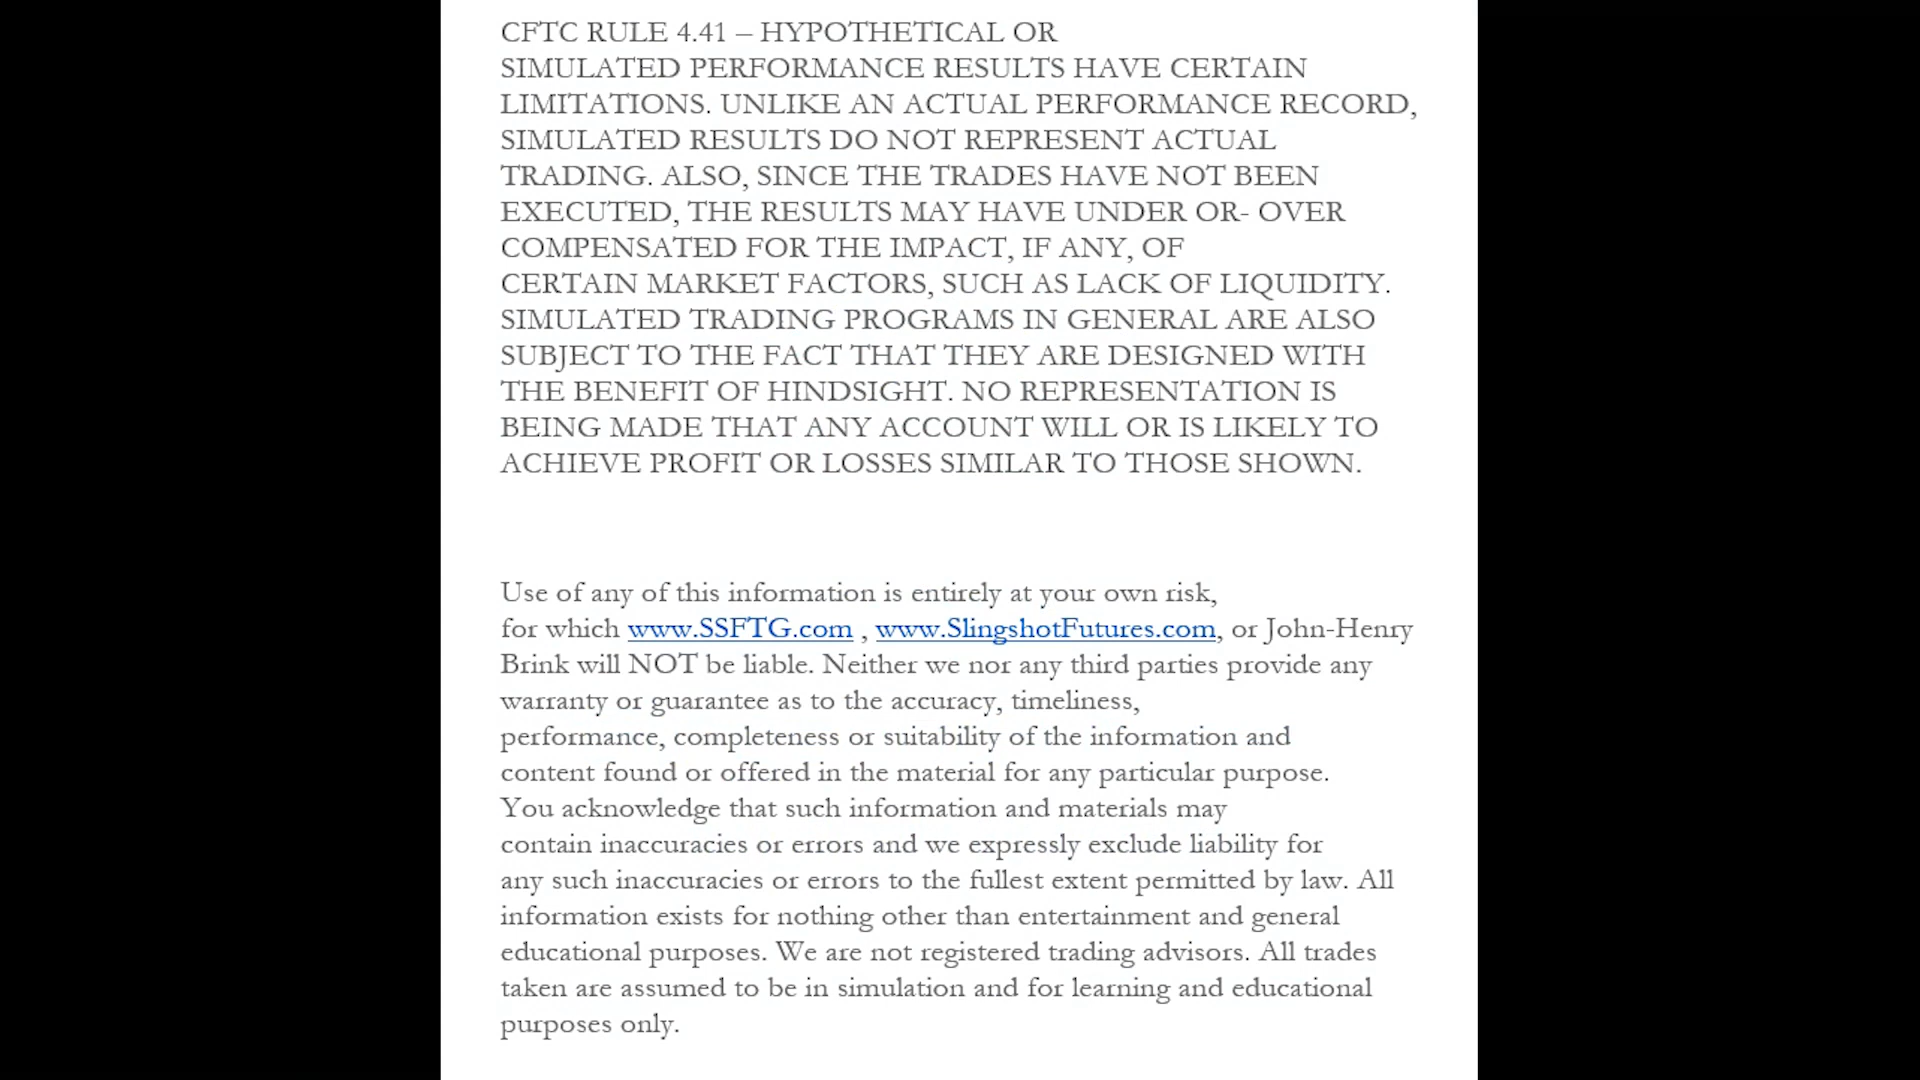 CFTC RULE 4.41 – HYPOTHETICAL OR
SIMULATED PERFORMANCE RESULTS HAVE CERTAIN
LIMITATIONS. UNLIKE AN ACTUAL PERFORMANCE RECORD,
SIMULATED RESULTS DO NOT REPRESENT ACTUAL
TRADING. ALSO, SINCE THE TRADES HAVE NOT BEEN
EXECUTED, THE RESULTS MAY HAVE UNDER OR- OVER
COMPENSATED FOR THE IMPACT, IF ANY, OF
CERTAIN MARKET FACTORS, SUCH AS LACK OF LIQUIDITY.
SIMULATED TRADING PROGRAMS IN GENERAL ARE ALSO
SUBJECT TO THE FACT THAT THEY ARE DESIGNED WITH
THE BENEFIT OF HINDSIGHT. NO REPRESENTATION IS
BEING MADE THAT ANY ACCOUNT WILL OR IS LIKELY TO
ACHIEVE PROFIT OR LOSSES SIMILAR TO THOSE SHOWN.
Use of any of this information is entirely at your own risk,
for which www.SSFTG.com , www.SlingshotFutures.com, or John-Henry
Brink will NOT be liable. Neither we nor any third parties provide any
warranty or guarantee as to the accuracy, timeliness,
performance, completeness or suitability of the information and
content found or offered in the material for any particular purpose.
You acknowledge that such information and materials may
contain inaccuracies or errors and we expressly exclude liability for
any such inaccuracies or errors to the fullest extent permitted by law. All
information exists for nothing other than entertainment and general
educational purposes. We are not registered trading advisors. All trades
taken are assumed to be in simulation and for learning and educational
purposes only.